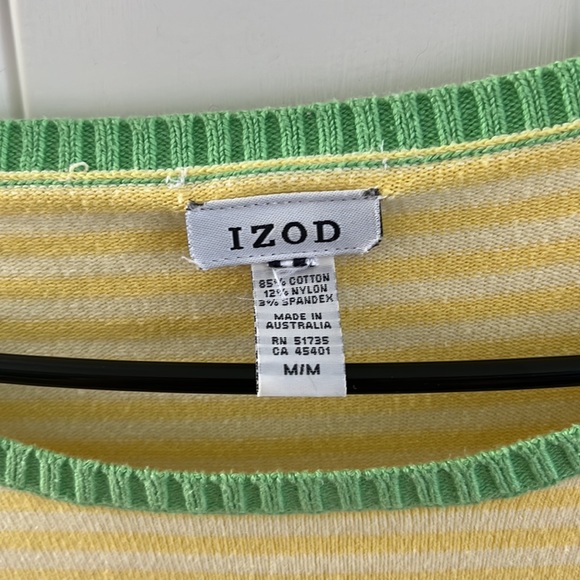 IZOD
85% COTTON
12% NYLON
3% SPANDEX
MADE IN
AUSTRALIA
RN 51735
CA 45401
M/M